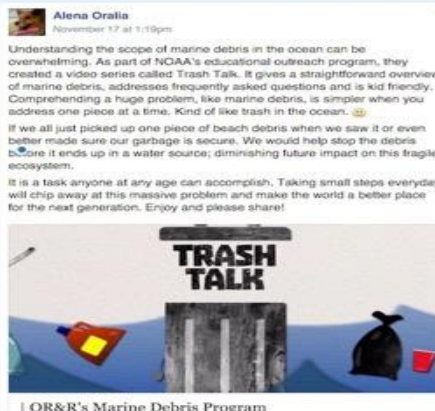 Alena Oralia
November 17 at 1:19pm
Understanding the scope of marine debris in the ocean can be
overwhelming. As part of NOAA's educational outreach program, they
created a video series called Trash Talk. It gives a straightforward overview
of marine debris, addresses frequently asked questions and is kid friendly.
Comprehending a huge problem, like marine debris, is simpler when you
address one piece at a time. Kind of like trash in the ocean.
If we all just picked up one piece of beach debris when we saw it or even
better made sure our garbage is secure. We would help stop the debris
before it ends up in a water source; diminishing future impact on this fragile
ecosystem.
It is a task anyone at any age can accomplish. Taking small steps everyday
will chip away at this massive problem and make the world a better place
for the next generation. Enjoy and please share!
TRASH
TALK
OR&R's Marine Debris Program